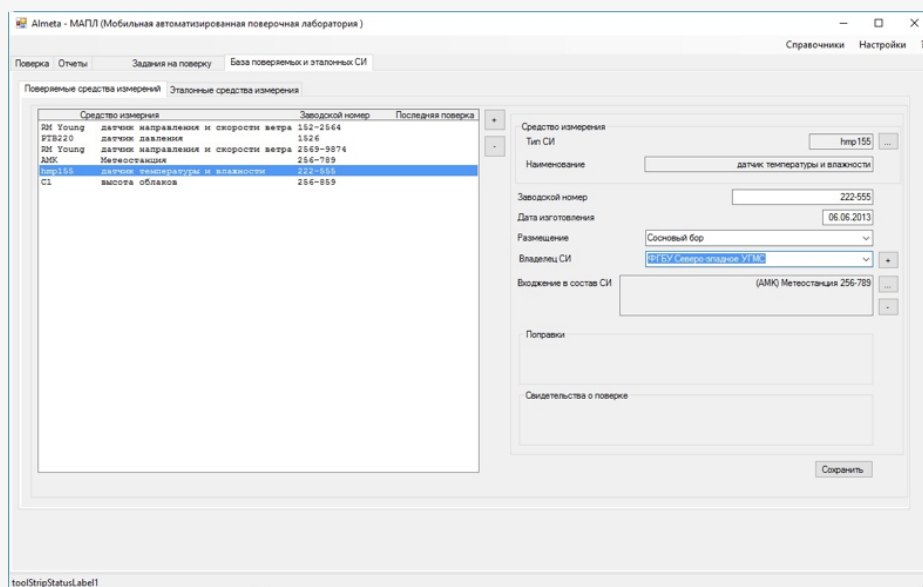 Almeta - МАПЛ (Мобильная автоматизированная поверочная лаборатория )
Справочники Настройки
Поверка Отчеты Задания на поверку База поверяемых и эталонных СИ
Поверяемые средства измерений Эталонные средства измерения
Средство измерния Заводской номер Последняя поверка
RM Young датчик направления и скорости ветра 152-2564
PTB220 датчик давления 1526
RM Young датчик направления и скорости ветра 2569-9874
АМК Метеостанция 256-789
hmp155 датчик температуры и влажности 222-555
C1 высота облаков 256-859
+
-
Средство измерения
Тип СИ hmp155 ...
Наименование датчик температуры и влажности
Заводской номер 222-555
Дата изготовления 06.06.2013
Размещение Сосновый бор
Владелец СИ ФГБУ Северо-западное УГМС +
Входжение в состав СИ (АМК) Метеостанция 256-789 ...
-
Поправки
Свидетельства о поверке
Сохранить
toolStripStatusLabel1